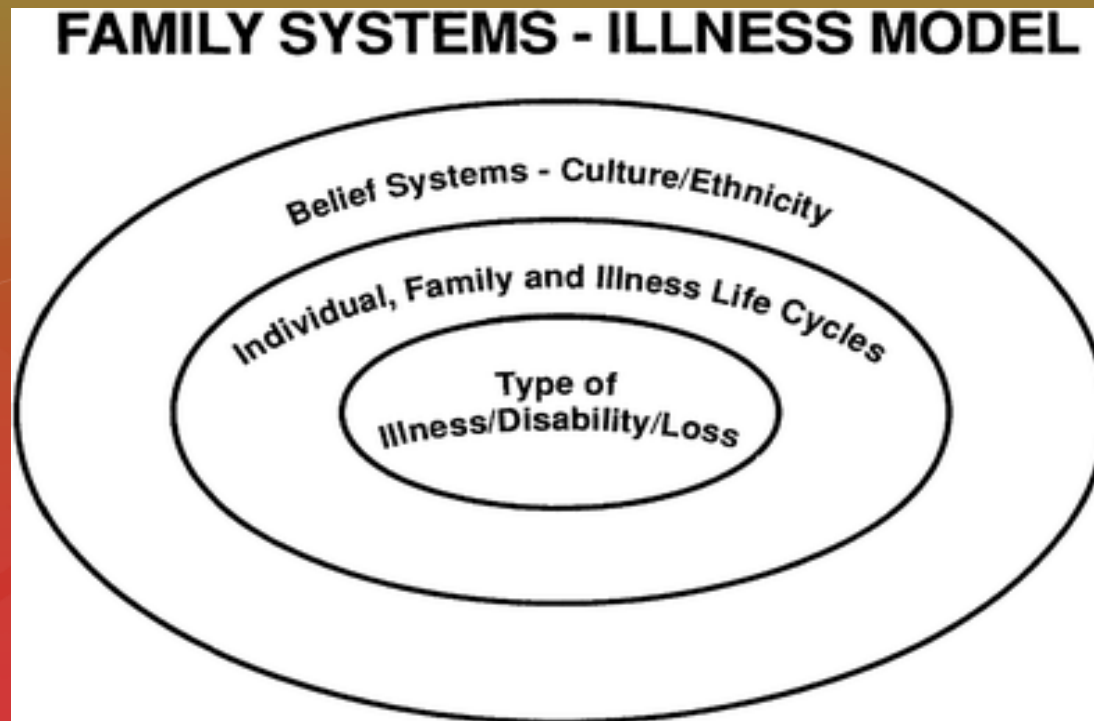 FAMILY SYSTEMS - ILLNESS MODEL
Belief Systems - Culture/Ethnicity
Individual, Family and Illness Life Cycles
Type of
Illness/Disability/Loss